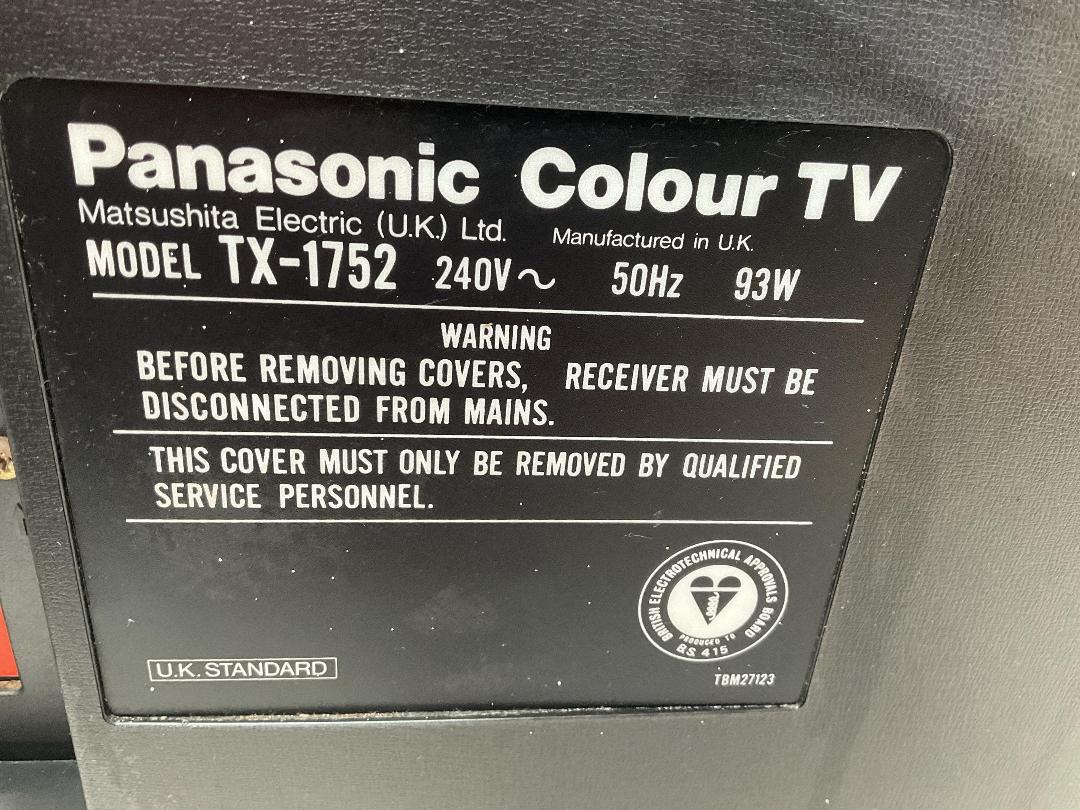 Panasonic Colour TV
Matsushita Electric (U.K.) Ltd. Manufactured in U.K.
MODEL TX-1752 240V~ 50Hz 93W
WARNING
BEFORE REMOVING COVERS, RECEIVER MUST BE
DISCONNECTED FROM MAINS.
THIS COVER MUST ONLY BE REMOVED BY QUALIFIED
SERVICE PERSONNEL.
BRITISH ELECTROTECHNICAL APPROVALS BOARD
PRODUCED TO
BS 415
U.K. STANDARD
TBM27123